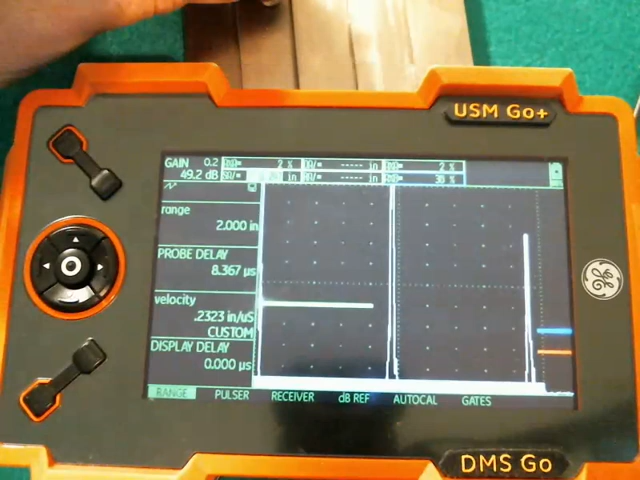 USM Go+
GAIN 0.2
49.2 dB
2 %
----- in
2 %
----- in
38 %
range
2.000 in
PROBE DELAY
8.367 µs
velocity
.2323 in/uS
CUSTOM
DISPLAY DELAY
0.000 µs
RANGE PULSER RECEIVER dB REF AUTOCAL GATES
DMS Go